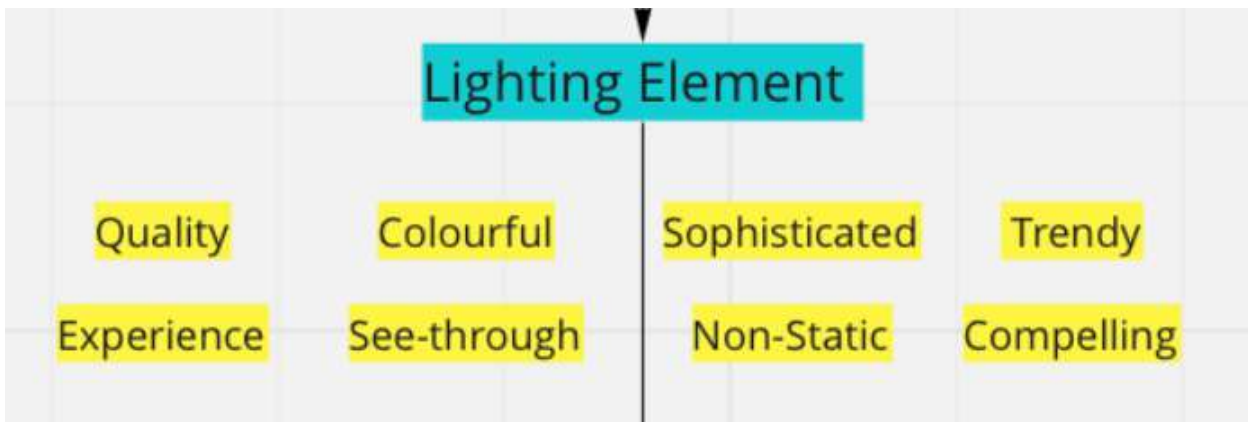 Lighting Element
Quality Colourful Sophisticated Trendy
Experience See-through Non-Static Compelling